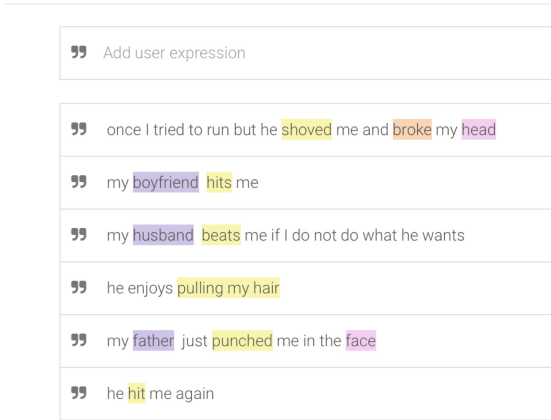 Add user expression
once I tried to run but he shoved me and broke my head
my boyfriend hits me
my husband beats me if I do not do what he wants
he enjoys pulling my hair
my father just punched me in the face
he hit me again